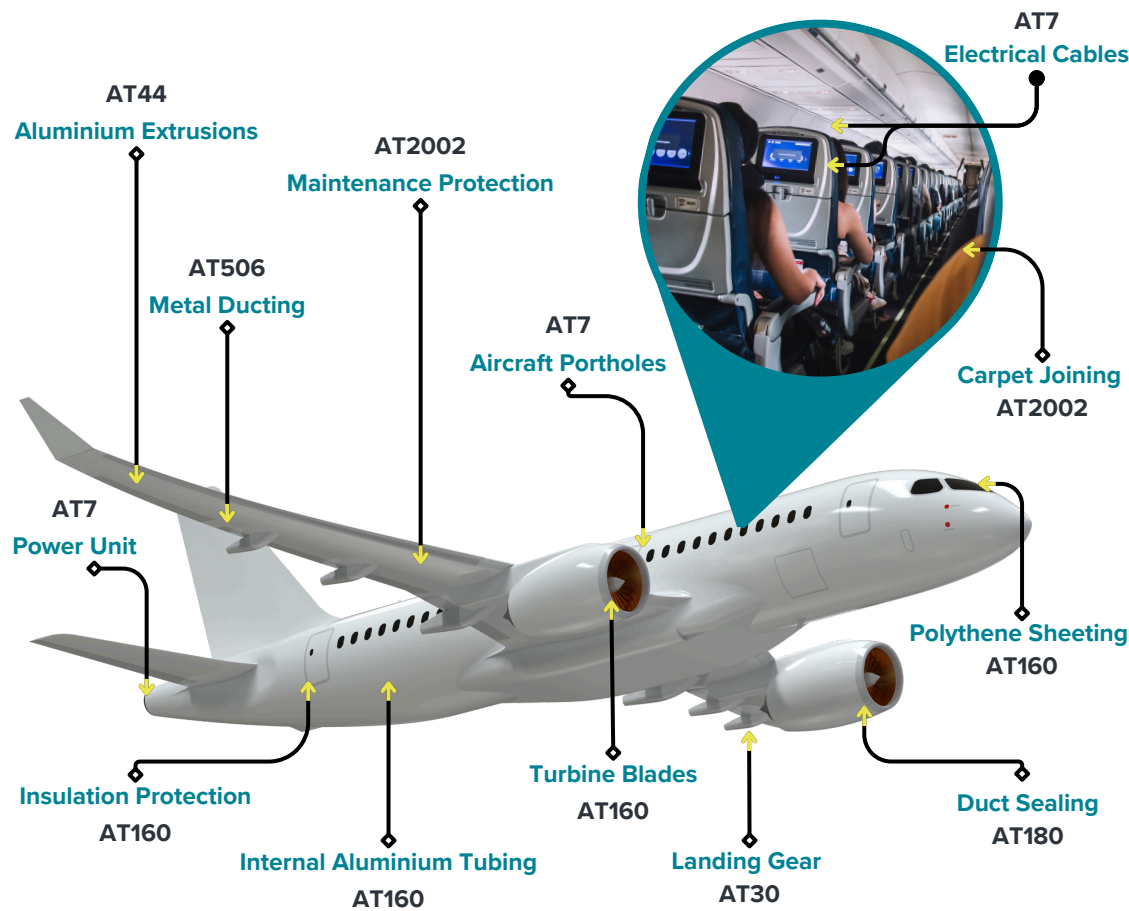 AT7
Electrical Cables
AT44
Aluminium Extrusions
AT2002
Maintenance Protection
AT506
Metal Ducting
AT7
Aircraft Portholes
Carpet Joining
AT2002
AT7
Power Unit
Polythene Sheeting
AT160
Insulation Protection
AT160
Turbine Blades
AT160
Duct Sealing
AT180
Internal Aluminium Tubing
AT160
Landing Gear
AT30